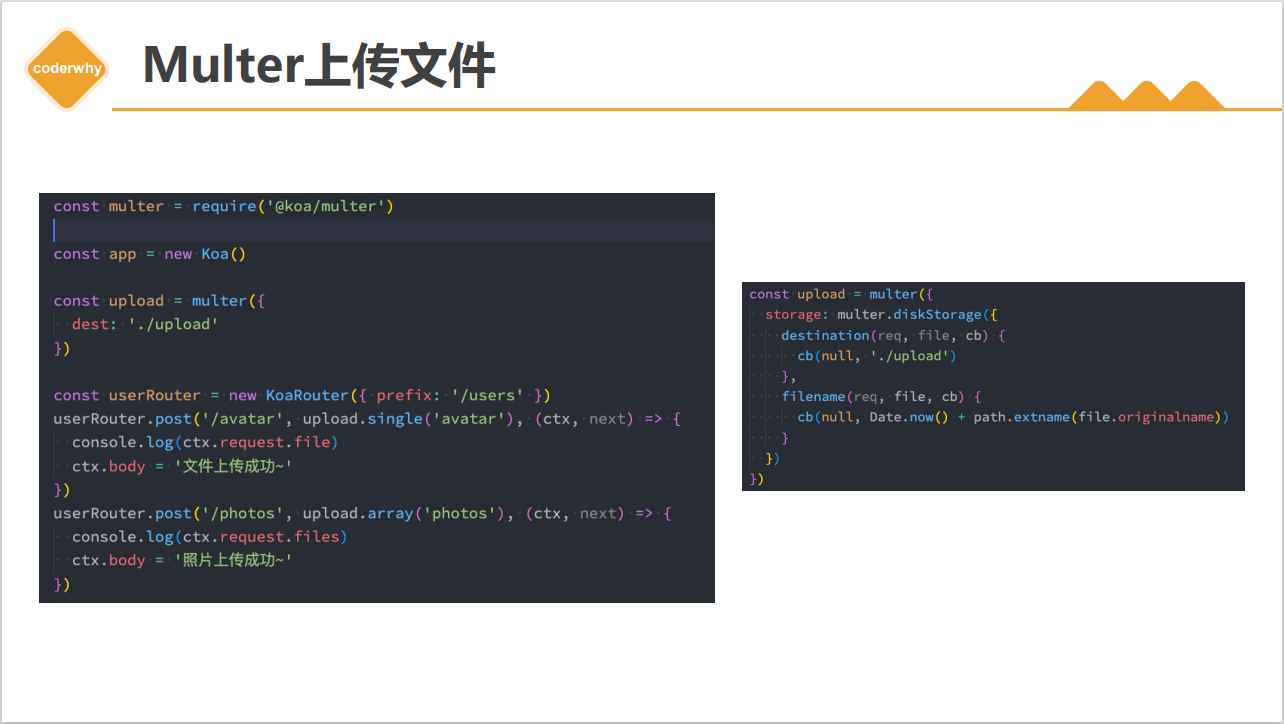 coderwhy
Multer上传文件
const multer = require('@koa/multer')
const app = new Koa()
const upload = multer({
  dest: './upload'
})
const userRouter = new KoaRouter({ prefix: '/users' })
userRouter.post('/avatar', upload.single('avatar'), (ctx, next) => {
  console.log(ctx.request.file)
  ctx.body = '文件上传成功~'
})
userRouter.post('/photos', upload.array('photos'), (ctx, next) => {
  console.log(ctx.request.files)
  ctx.body = '照片上传成功~'
})
const upload = multer({
  storage: multer.diskStorage({
    destination(req, file, cb) {
      cb(null, './upload')
    },
    filename(req, file, cb) {
      cb(null, Date.now() + path.extname(file.originalname))
    }
  })
})